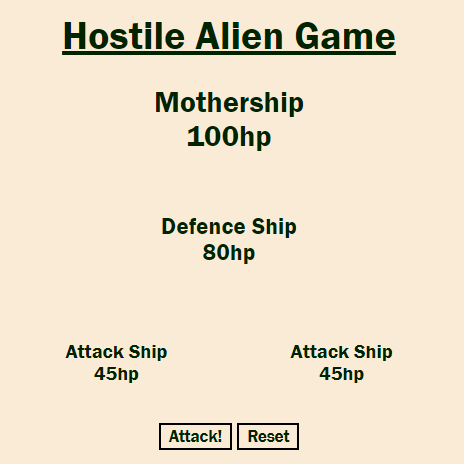 Hostile Alien Game
Mothership
100hp
Defence Ship
80hp
Attack Ship
45hp
Attack Ship
45hp
Attack!
Reset